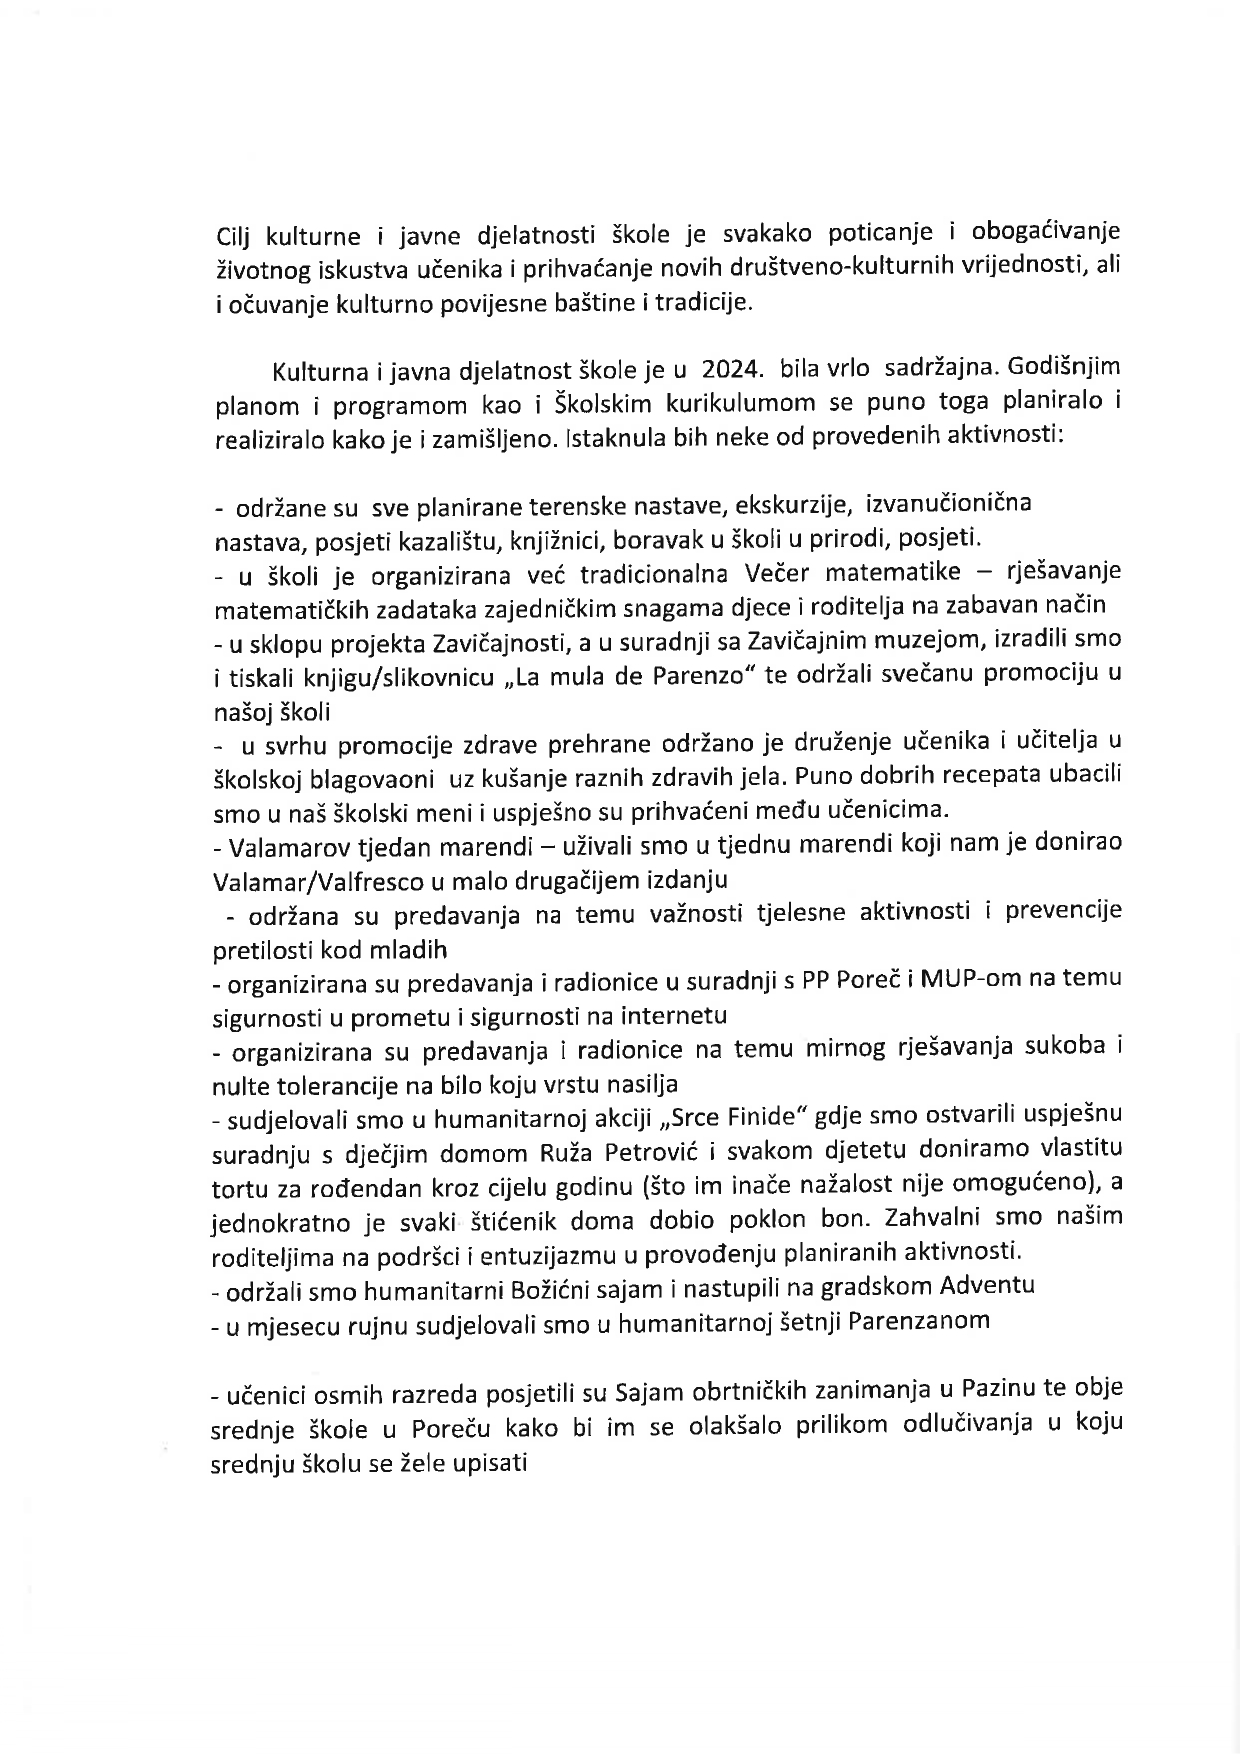 Cilj kulturne i javne djelatnosti škole je svakako poticanje i obogaćivanje
životnog iskustva učenika i prihvaćanje novih društveno-kulturnih vrijednosti, ali
i očuvanje kulturno povijesne baštine i tradicije.
Kulturna i javna djelatnost škole je u 2024. bila vrlo sadržajna. Godišnjim
planom i programom kao i Školskim kurikulumom se puno toga planiralo i
realiziralo kako je i zamišljeno. Istaknula bih neke od provedenih aktivnosti:
- održane su sve planirane terenske nastave, ekskurzije, izvanučionična
nastava, posjeti kazalištu, knjižnici, boravak u školi u prirodi, posjeti.
- u školi je organizirana već tradicionalna Večer matematike – rješavanje
matematičkih zadataka zajedničkim snagama djece i roditelja na zabavan način
- u sklopu projekta Zavičajnosti, a u suradnji sa Zavičajnim muzejom, izradili smo
i tiskali knjigu/slikovnicu „La mula de Parenzo“ te održali svečanu promociju u
našoj školi
- u svrhu promocije zdrave prehrane održano je druženje učenika i učitelja u
školskoj blagovaoni uz kušanje raznih zdravih jela. Puno dobrih recepata ubacili
smo u naš školski meni i uspješno su prihvaćeni među učenicima.
- Valamarov tjedan marendi – uživali smo u tjednu marendi koji nam je donirao
Valamar/Valfresco u malo drugačijem izdanju
- održana su predavanja na temu važnosti tjelesne aktivnosti i prevencije
pretilosti kod mladih
- organizirana su predavanja i radionice u suradnji s PP Poreč i MUP-om na temu
sigurnosti u prometu i sigurnosti na internetu
- organizirana su predavanja i radionice na temu mirnog rješavanja sukoba i
nulte tolerancije na bilo koju vrstu nasilja
- sudjelovali smo u humanitarnoj akciji „Srce Finide“ gdje smo ostvarili uspješnu
suradnju s dječjim domom Ruža Petrović i svakom djetetu doniramo vlastitu
tortu za rođendan kroz cijelu godinu (što im inače nažalost nije omogućeno), a
jednokratno je svaki štićenik doma dobio poklon bon. Zahvalni smo našim
roditeljima na podršci i entuzijazmu u provođenju planiranih aktivnosti.
- održali smo humanitarni Božićni sajam i nastupili na gradskom Adventu
- u mjesecu rujnu sudjelovali smo u humanitarnoj šetnji Parenzanom
- učenici osmih razreda posjetili su Sajam obrtničkih zanimanja u Pazinu te obje
srednje škole u Poreču kako bi im se olakšalo prilikom odlučivanja u koju
srednju školu se žele upisati